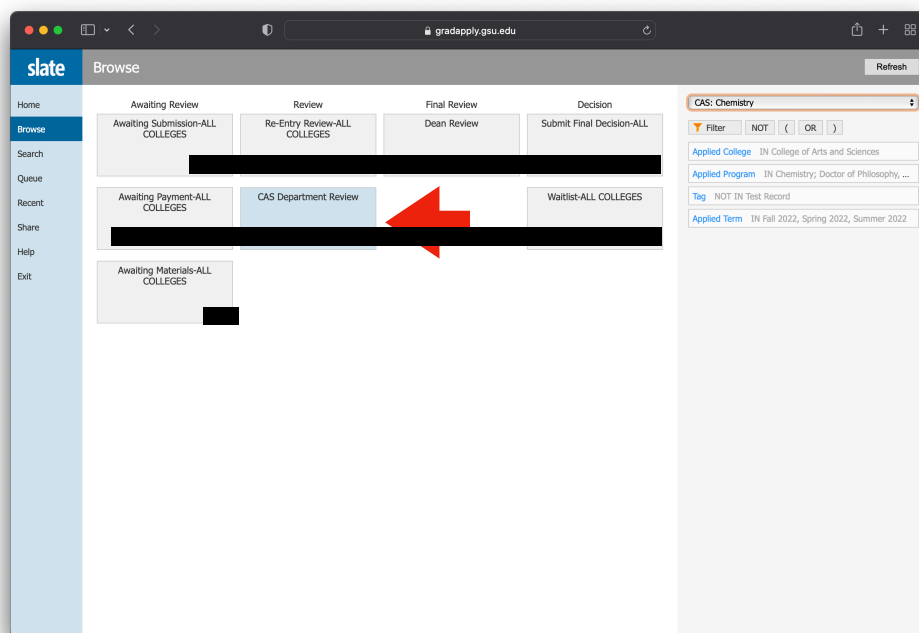 gradapply.gsu.edu
slate
Browse
Refresh
Home
Browse
Search
Queue
Recent
Share
Help
Exit
Awaiting Review
Review
Final Review
Decision
Awaiting Submission-ALL
COLLEGES
Re-Entry Review-ALL
COLLEGES
Dean Review
Submit Final Decision-ALL
Awaiting Payment-ALL
COLLEGES
CAS Department Review
Waitlist-ALL COLLEGES
Awaiting Materials-ALL
COLLEGES
CAS: Chemistry
Filter NOT ( OR )
Applied College IN College of Arts and Sciences
Applied Program IN Chemistry; Doctor of Philosophy, ...
Tag NOT IN Test Record
Applied Term IN Fall 2022, Spring 2022, Summer 2022